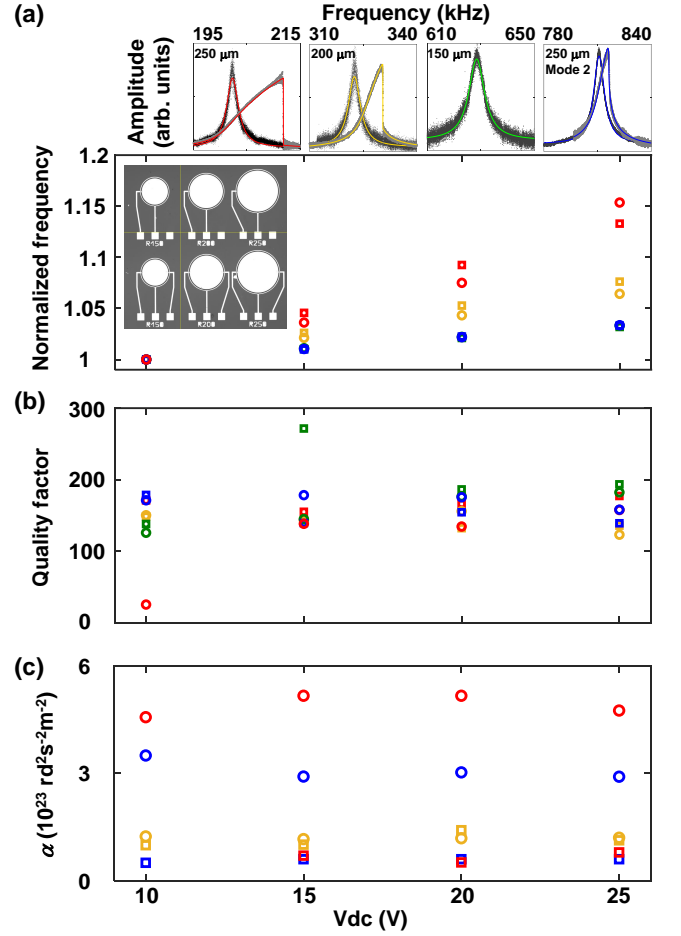 (a)
Frequency (kHz)
195 215 310 340 610 650 780 840
Amplitude
(arb. units)
250 μm
200 μm
150 μm
250 μm
Mode 2
Normalized frequency
1.2
1.15
1.1
1.05
1
R150 R200 R250
R150 R200 R250
(b)
Quality factor
300
200
100
0
(c)
α (10²³ rd²s⁻²m⁻²)
6
3
0
10 15 20 25
Vdc (V)